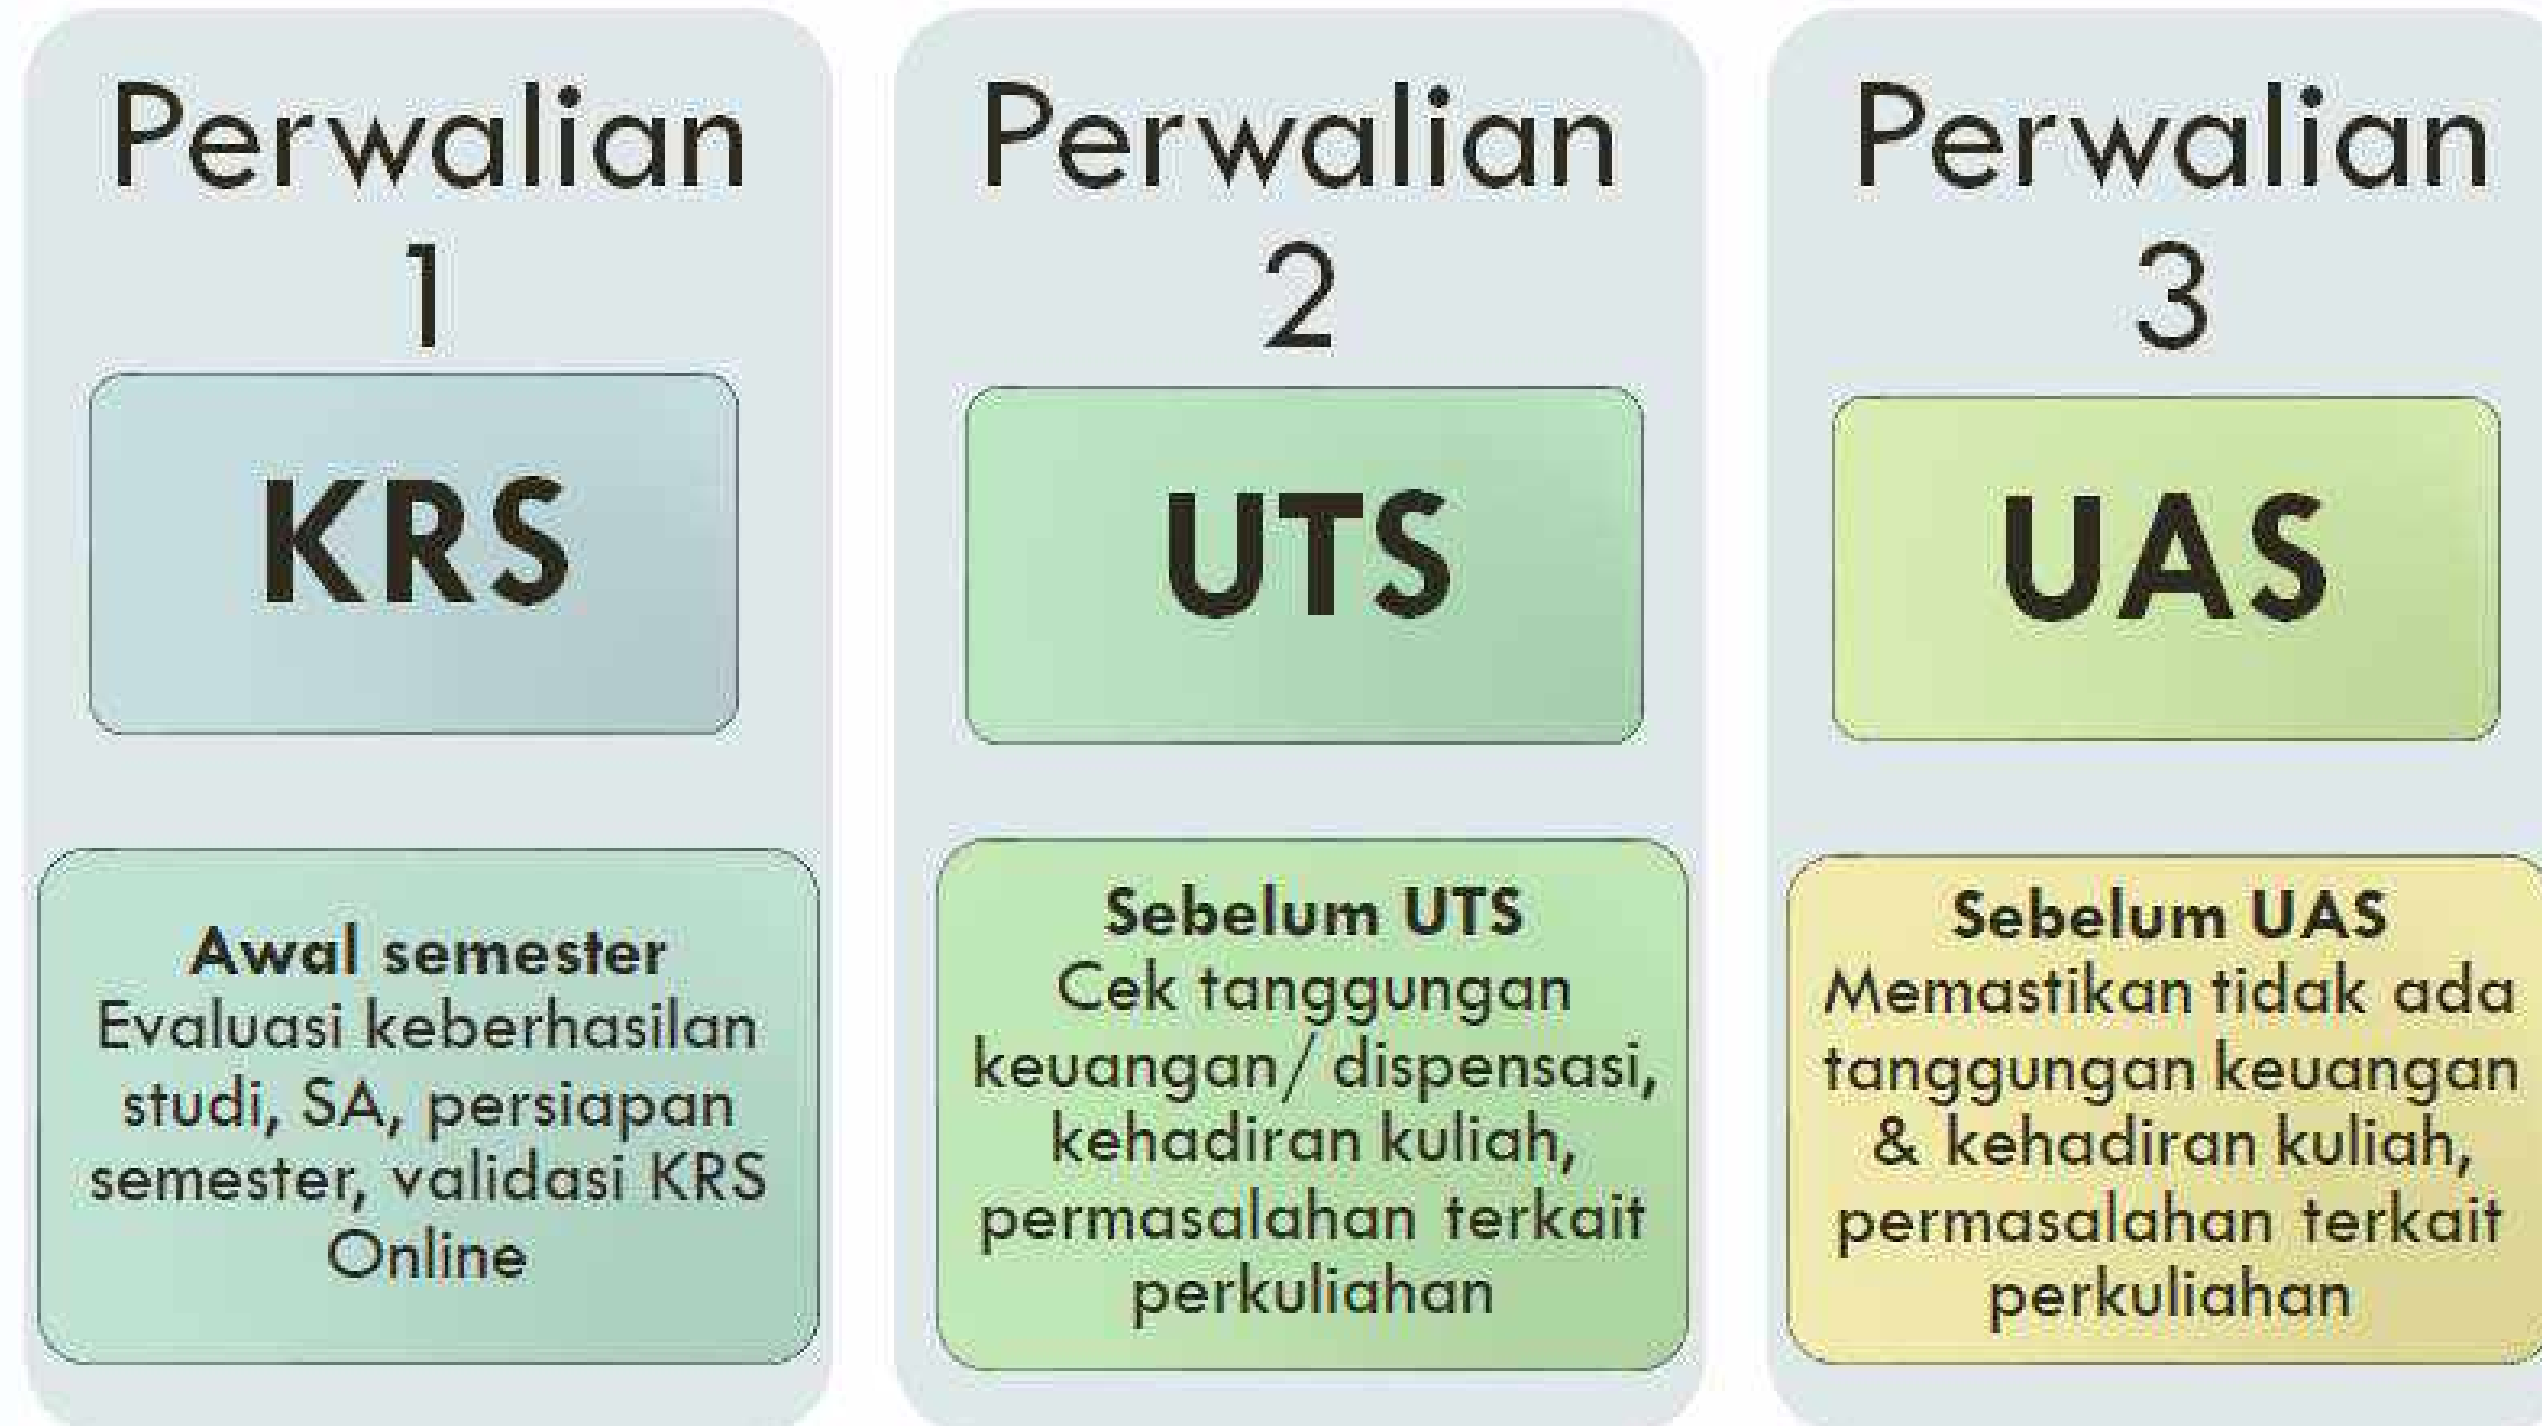 Perwalian
1
KRS
Awal semester
Evaluasi keberhasilan
studi, SA, persiapan
semester, validasi KRS
Online
Perwalian
2
UTS
Sebelum UTS
Cek tanggungan
keuangan/ dispensasi,
kehadiran kuliah,
permasalahan terkait
perkuliahan
Perwalian
3
UAS
Sebelum UAS
Memastikan tidak ada
tanggungan keuangan
& kehadiran kuliah,
permasalahan terkait
perkuliahan